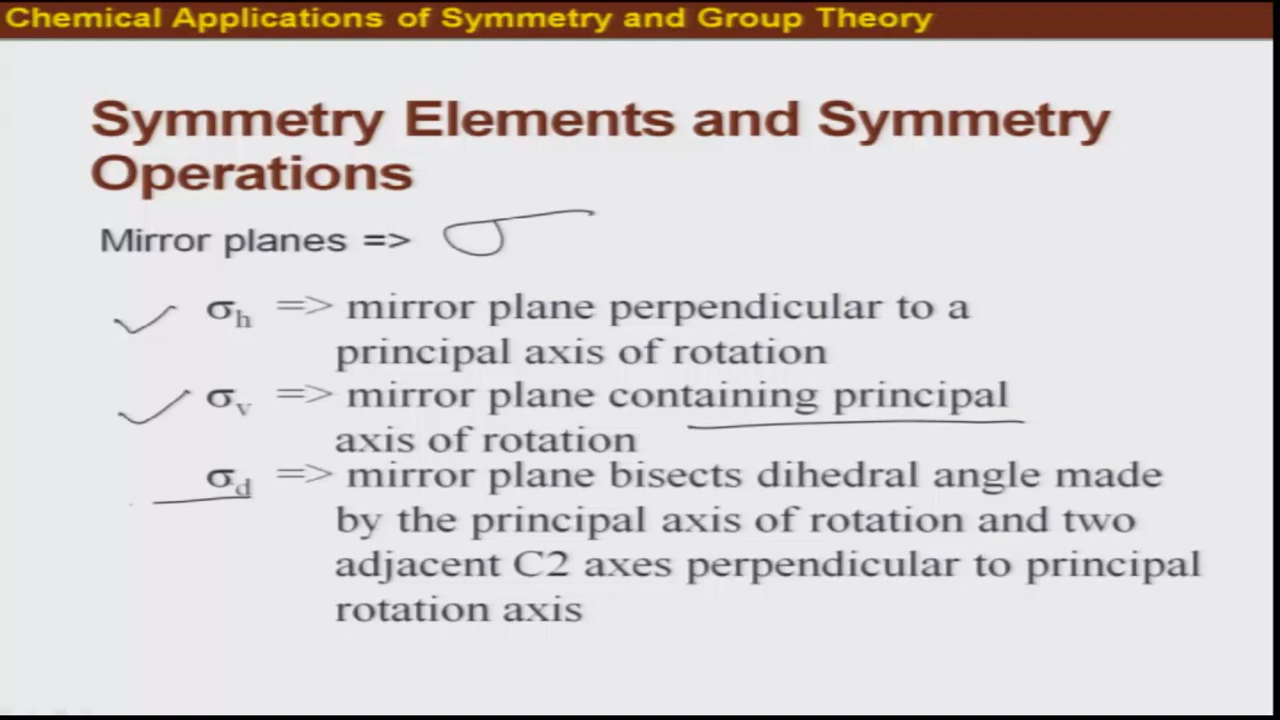 Chemical Applications of Symmetry and Group Theory
Symmetry Elements and Symmetry
Operations
Mirror planes => σ
σh => mirror plane perpendicular to a
principal axis of rotation
σv => mirror plane containing principal
axis of rotation
σd => mirror plane bisects dihedral angle made
by the principal axis of rotation and two
adjacent C2 axes perpendicular to principal
rotation axis